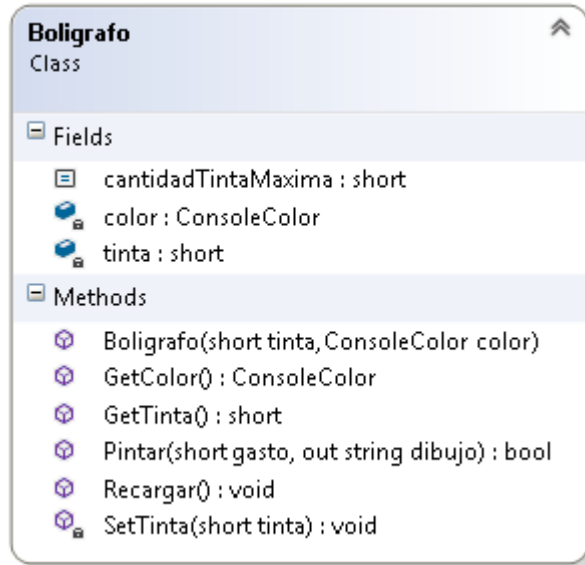 Boligrafo
Class
Fields
cantidadTintaMaxima : short
color : ConsoleColor
tinta : short
Methods
Boligrafo(short tinta,ConsoleColor color)
GetColor() : ConsoleColor
GetTinta() : short
Pintar(short gasto, out string dibujo) : bool
Recargar() : void
SetTinta(short tinta) : void